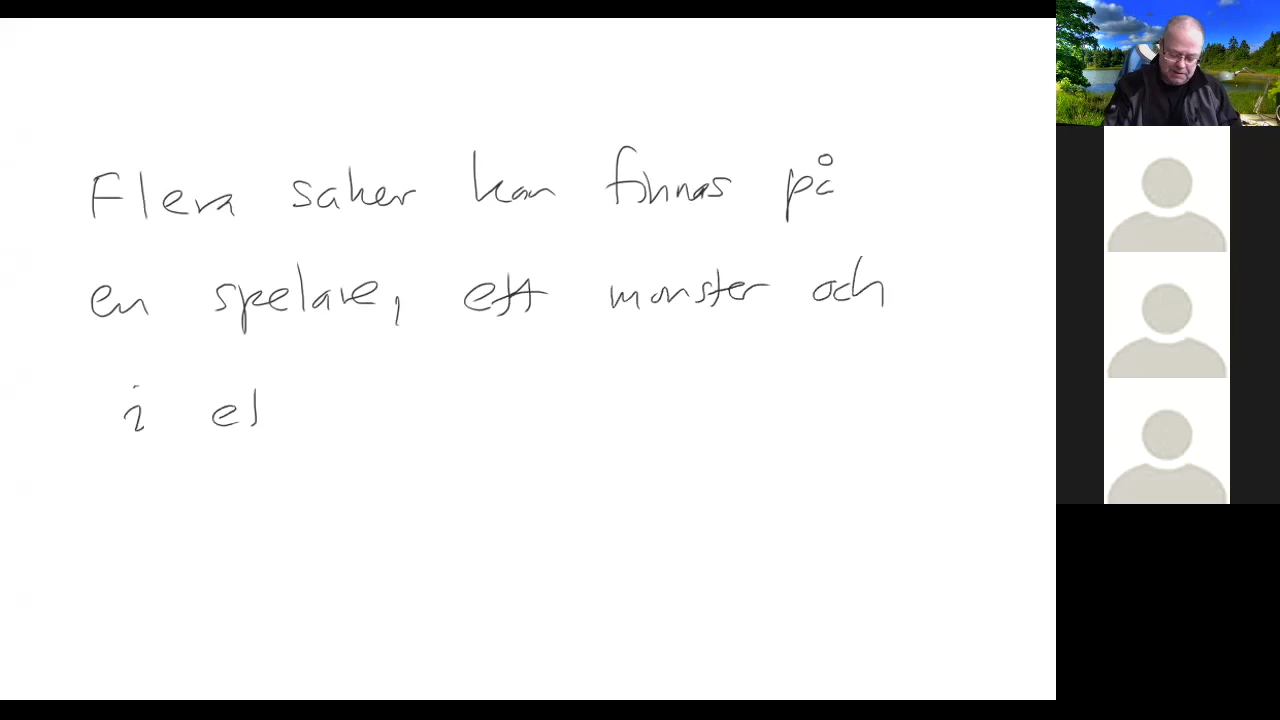 Flera saker kan finnas på
en spelare, ett monster och
i el